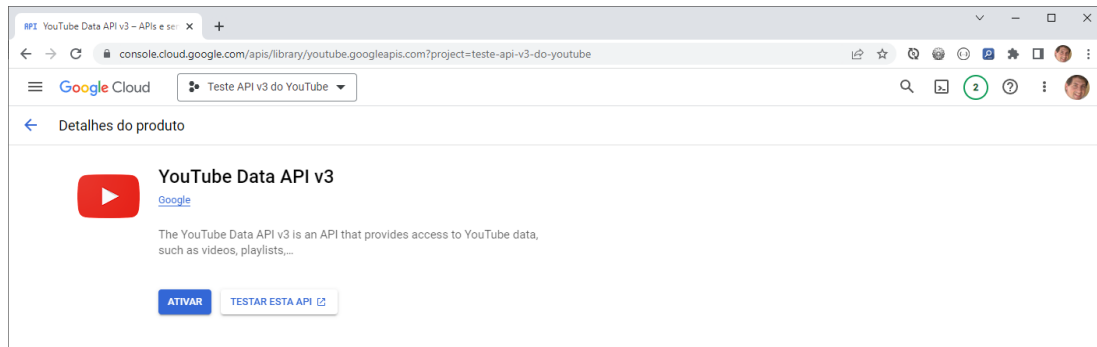 API YouTube Data API v3 – APIs e ser
console.cloud.google.com/apis/library/youtube.googleapis.com?project=teste-api-v3-do-youtube
Google Cloud Teste API v3 do YouTube 2
Detalhes do produto
YouTube Data API v3
Google
The YouTube Data API v3 is an API that provides access to YouTube data,
such as videos, playlists,...
ATIVAR TESTAR ESTA API